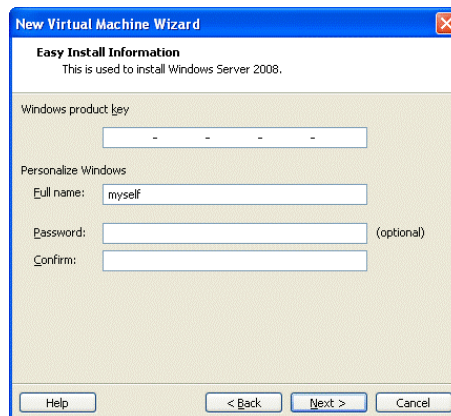 New Virtual Machine Wizard
Easy Install Information
This is used to install Windows Server 2008.
Windows product key
- - - -
Personalize Windows
Full name: myself
Password: (optional)
Confirm:
Help < Back Next > Cancel